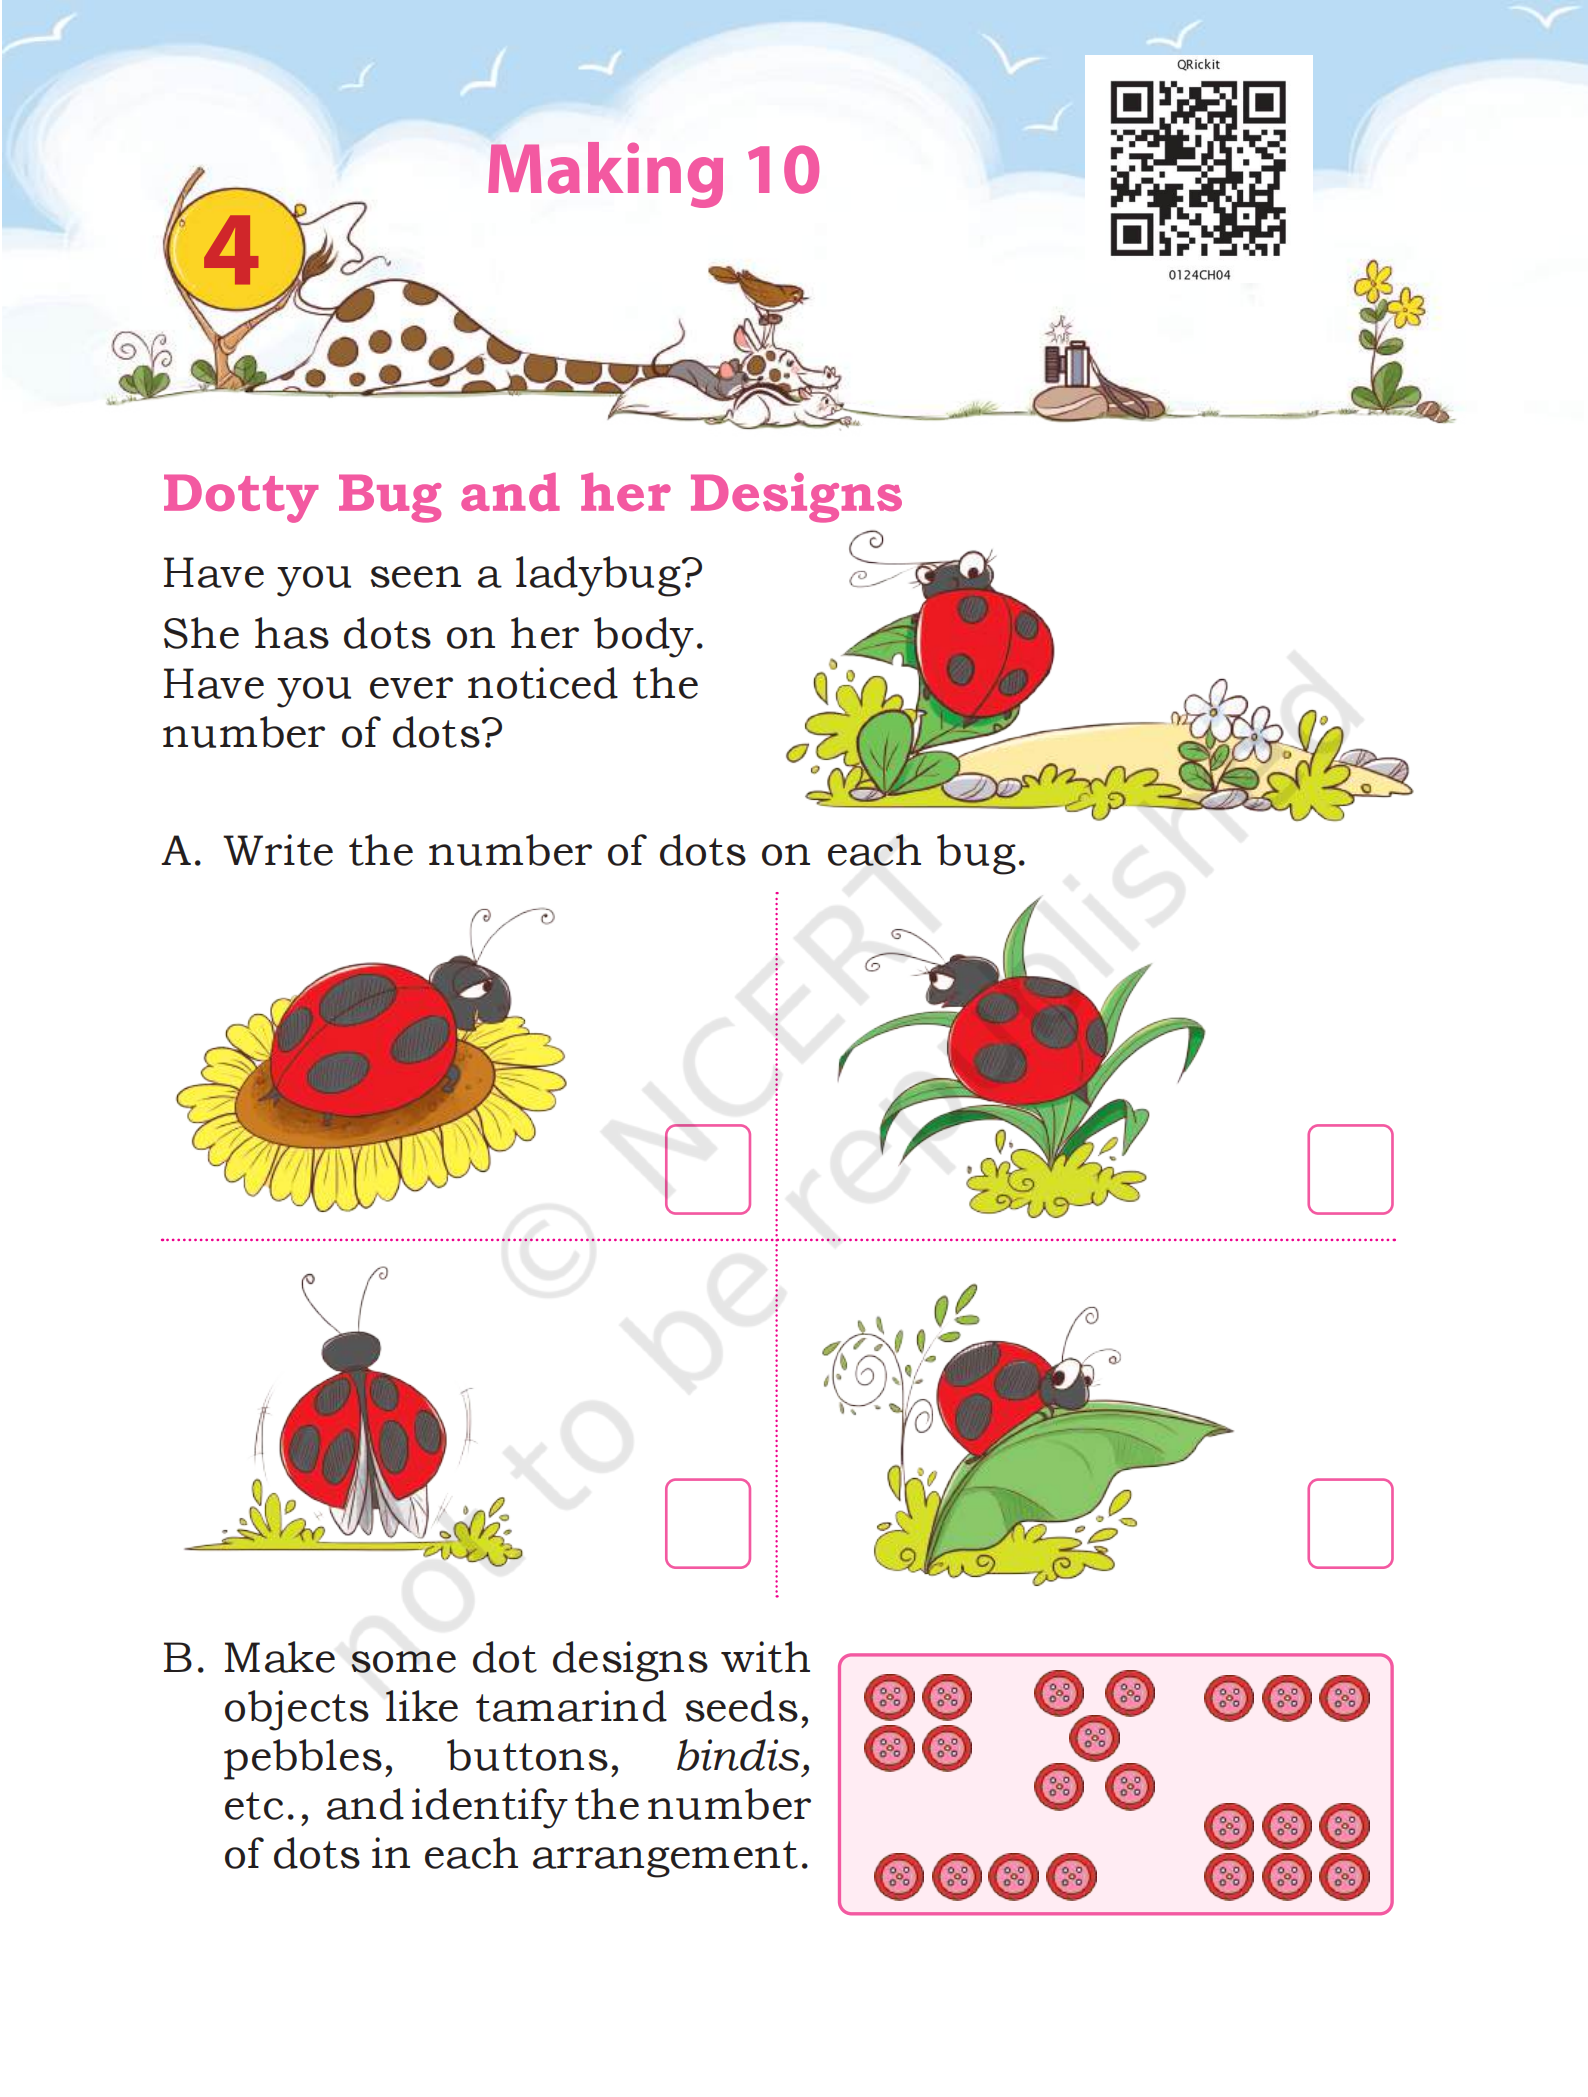 QRickit
Making 10
4
0124CH04
Dotty Bug and her Designs
Have you seen a ladybug?
She has dots on her body.
Have you ever noticed the
number of dots?
A. Write the number of dots on each bug.
B. Make some dot designs with
objects like tamarind seeds,
pebbles, buttons, bindis,
etc., and identify the number
of dots in each arrangement.
© NCERT
not to be republished